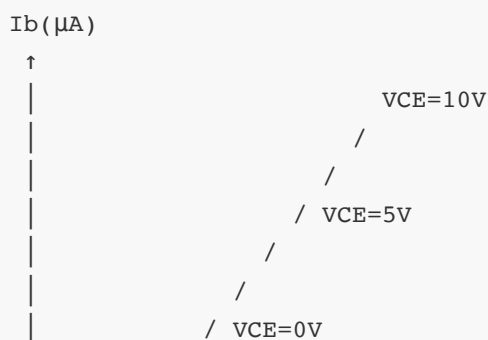 Ib(μA)
↑
| VCE=10V
| /
| /
| / VCE=5V
| /
| /
| / VCE=0V